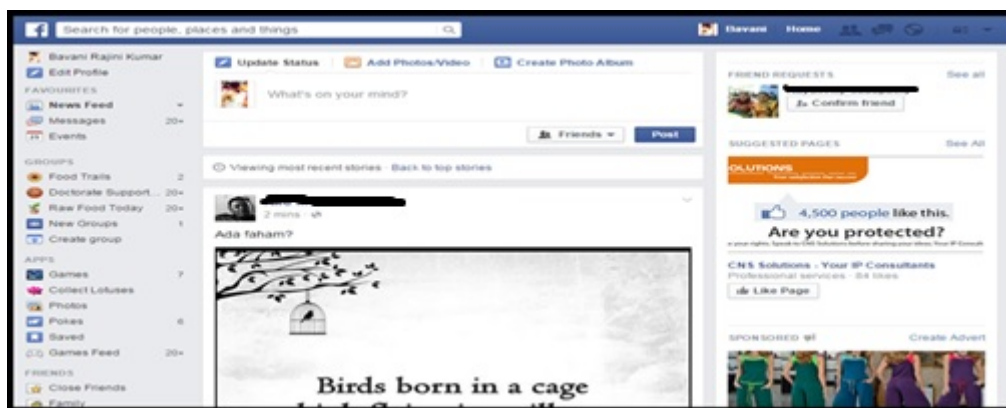 f Search for people, places and things
Bavani Home
Bavani Rajini Kumar
Edit Profile
FAVOURITES
News Feed
Messages 20+
Events
GROUPS
Food Trails 2
Doctorate Support... 20+
Raw Food Today 20+
New Groups 1
Create group
APPS
Games 7
Collect Lotuses
Photos
Pokes 6
Saved
Games Feed 20+
FRIENDS
Close Friends
Family
Update Status Add Photos/Video Create Photo Album
What's on your mind?
Friends Post
Viewing most recent stories · Back to top stories
2 mins
Ada faham?
Birds born in a cage
FRIEND REQUESTS See all
Confirm friend
SUGGESTED PAGES See All
OLUTIONS
4,500 people like this.
Are you protected?
CNS Solutions - Your IP Consultants
Professional services · 84 likes
Like Page
SPONSORED Create Advert